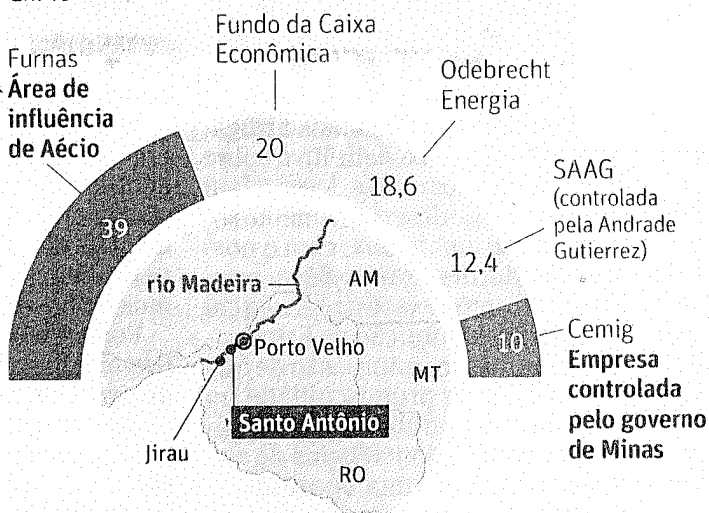 Furnas
Área de
influência
de Aécio
39
Fundo da Caixa
Econômica
20
Odebrecht
Energia
18,6
SAAG
(controlada
pela Andrade
Gutierrez)
12,4
10
Cemig
Empresa
controlada
pelo governo
de Minas
rio Madeira
AM
Porto Velho
MT
Santo Antônio
Jirau
RO